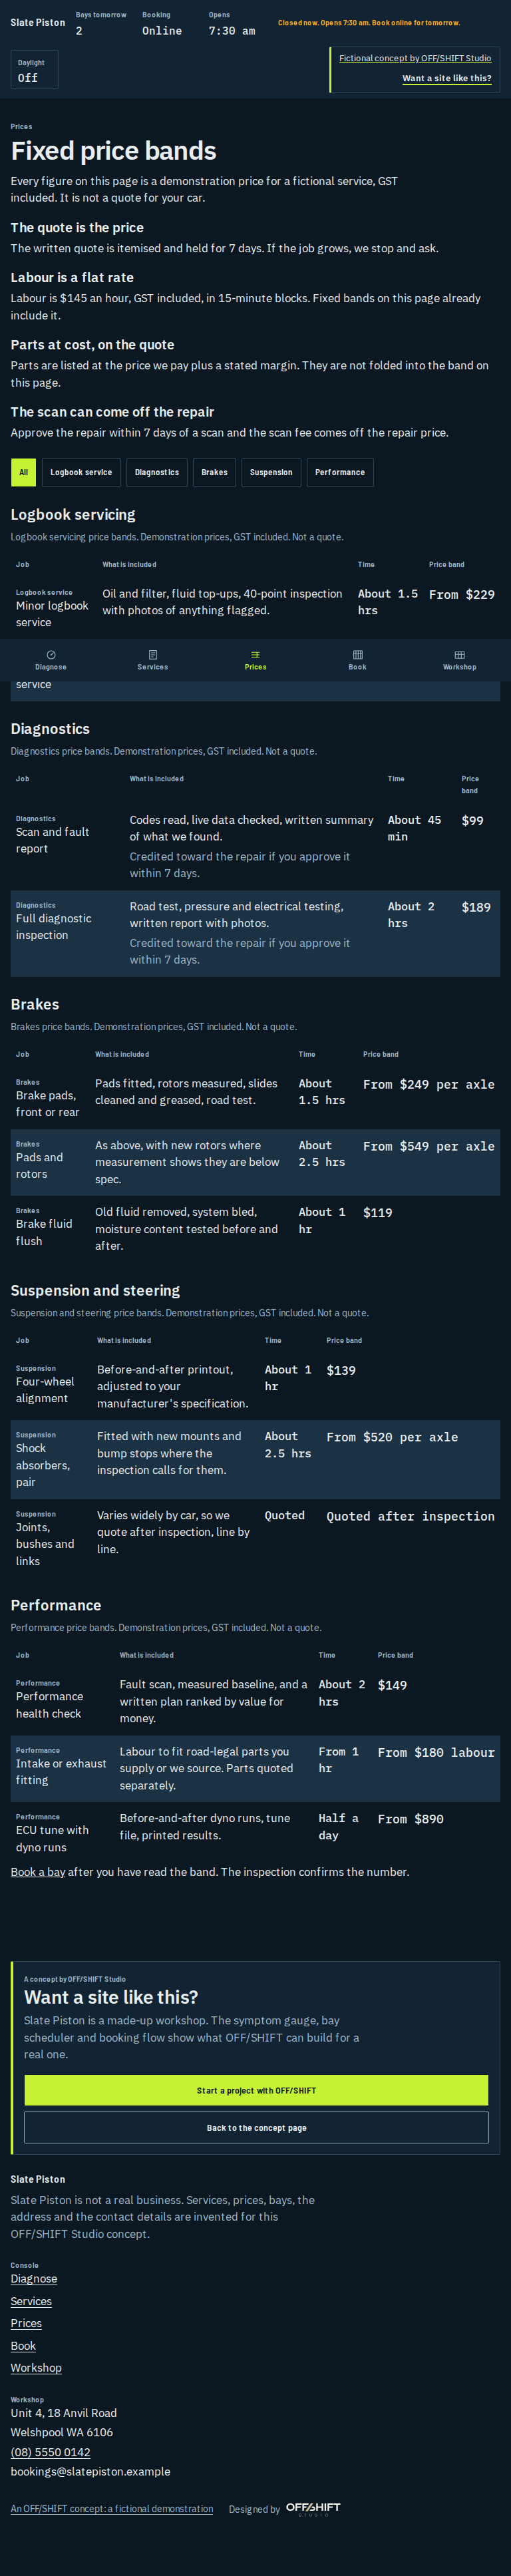 Slate Piston
Bays tomorrow
2
Booking
Online
Opens
7:30 am
Closed now. Opens 7:30 am. Book online for tomorrow.
Daylight
Off
Fictional concept by OFF/SHIFT Studio
Want a site like this?
Prices
Fixed price bands
Every figure on this page is a demonstration price for a fictional service, GST
included. It is not a quote for your car.
The quote is the price
The written quote is itemised and held for 7 days. If the job grows, we stop and ask.
Labour is a flat rate
Labour is $145 an hour, GST included, in 15-minute blocks. Fixed bands on this page already
include it.
Parts at cost, on the quote
Parts are listed at the price we pay plus a stated margin. They are not folded into the band on
this page.
The scan can come off the repair
Approve the repair within 7 days of a scan and the scan fee comes off the repair price.
All
Logbook service
Diagnostics
Brakes
Suspension
Performance
Logbook servicing
Logbook servicing price bands. Demonstration prices, GST included. Not a quote.
Job
What is included
Time
Price band
Logbook service
Minor logbook
service
Oil and filter, fluid top-ups, 40-point inspection
with photos of anything flagged.
About 1.5
hrs
From $229
Diagnose
Services
Prices
Book
Workshop
service
Diagnostics
Diagnostics price bands. Demonstration prices, GST included. Not a quote.
Job
What is included
Time
Price
band
Diagnostics
Scan and fault
report
Codes read, live data checked, written summary
of what we found.
Credited toward the repair if you approve it
within 7 days.
About 45
min
$99
Diagnostics
Full diagnostic
inspection
Road test, pressure and electrical testing,
written report with photos.
Credited toward the repair if you approve it
within 7 days.
About 2
hrs
$189
Brakes
Brakes price bands. Demonstration prices, GST included. Not a quote.
Job
What is included
Time
Price band
Brakes
Brake pads,
front or rear
Pads fitted, rotors measured, slides
cleaned and greased, road test.
About
1.5 hrs
From $249 per axle
Brakes
Pads and
rotors
As above, with new rotors where
measurement shows they are below
spec.
About
2.5 hrs
From $549 per axle
Brakes
Brake fluid
flush
Old fluid removed, system bled,
moisture content tested before and
after.
About 1
hr
$119
Suspension and steering
Suspension and steering price bands. Demonstration prices, GST included. Not a quote.
Job
What is included
Time
Price band
Suspension
Four-wheel
alignment
Before-and-after printout,
adjusted to your
manufacturer's specification.
About 1
hr
$139
Suspension
Shock
absorbers,
pair
Fitted with new mounts and
bump stops where the
inspection calls for them.
About
2.5 hrs
From $520 per axle
Suspension
Joints,
bushes and
links
Varies widely by car, so we
quote after inspection, line by
line.
Quoted
Quoted after inspection
Performance
Performance price bands. Demonstration prices, GST included. Not a quote.
Job
What is included
Time
Price band
Performance
Performance
health check
Fault scan, measured baseline, and a
written plan ranked by value for
money.
About 2
hrs
$149
Performance
Intake or exhaust
fitting
Labour to fit road-legal parts you
supply or we source. Parts quoted
separately.
From 1
hr
From $180 labour
Performance
ECU tune with
dyno runs
Before-and-after dyno runs, tune
file, printed results.
Half a
day
From $890
Book a bay after you have read the band. The inspection confirms the number.
A concept by OFF/SHIFT Studio
Want a site like this?
Slate Piston is a made-up workshop. The symptom gauge, bay
scheduler and booking flow show what OFF/SHIFT can build for a
real one.
Start a project with OFF/SHIFT
Back to the concept page
Slate Piston
Slate Piston is not a real business. Services, prices, bays, the
address and the contact details are invented for this
OFF/SHIFT Studio concept.
Console
Diagnose
Services
Prices
Book
Workshop
Workshop
Unit 4, 18 Anvil Road
Welshpool WA 6106
(08) 5550 0142
bookings@slatepiston.example
An OFF/SHIFT concept: a fictional demonstration
Designed by
OFF/SHIFT
studio